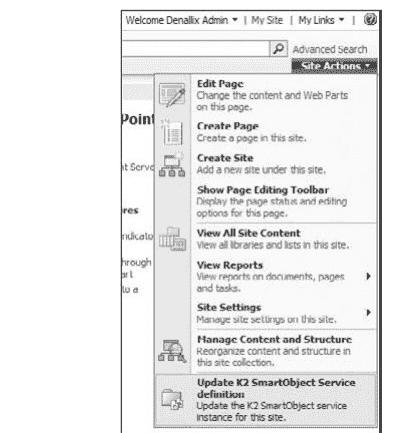 Welcome Denallix Admin ▾ | My Site | My Links ▾ |
Advanced Search
Site Actions ▾
Edit Page
Change the content and Web Parts
on this page.
Point
Create Page
Create a page in this site.
Create Site
Add a new site under this site.
t Serve
Show Page Editing Toolbar
Display the page status and editing
options for this page.
res
View All Site Content
View all libraries and lists in this site.
ndicato
View Reports
View reports on documents, pages
and tasks.
hrough
rt
to a
Site Settings
Manage site settings on this site.
Manage Content and Structure
Reorganize content and structure in
this site collection.
Update K2 SmartObject Service
definition
Update the K2 SmartObject service
instance for this site.